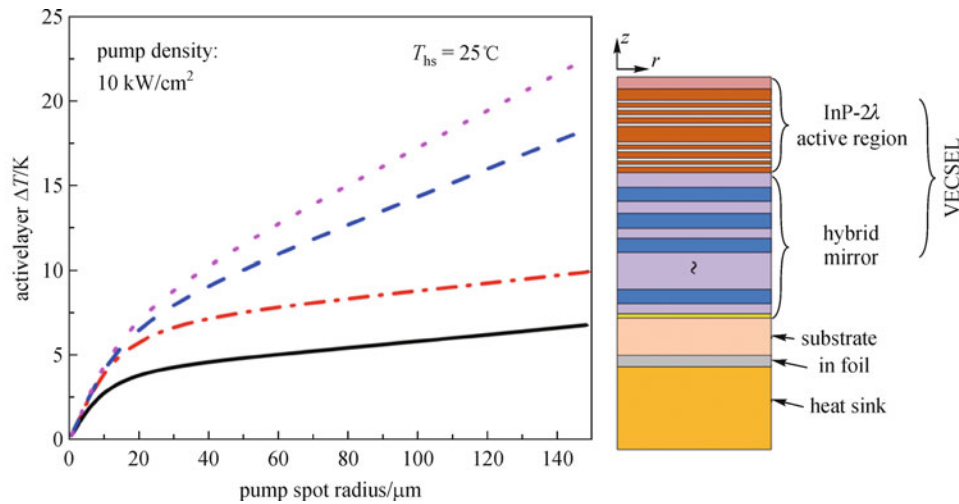 25
20
15
10
5
0
activelayer ΔT/K
pump density:
10 kW/cm²
T_hs = 25℃
0 20 40 60 80 100 120 140
pump spot radius/μm
z
r
InP-2λ
active region
hybrid
mirror
VECSEL
~
substrate
in foil
heat sink